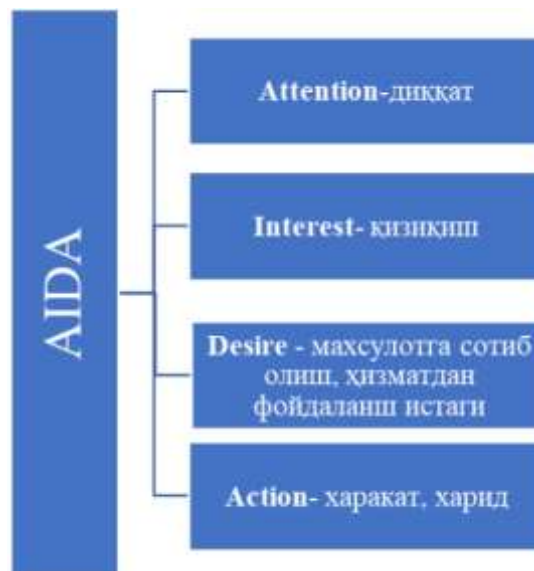 AIDA
Attention-диққат
Interest- қизиқиш
Desire - махсулотга сотиб
олиш, ҳизматдан
фойдаланш истаги
Action- харакат, харид